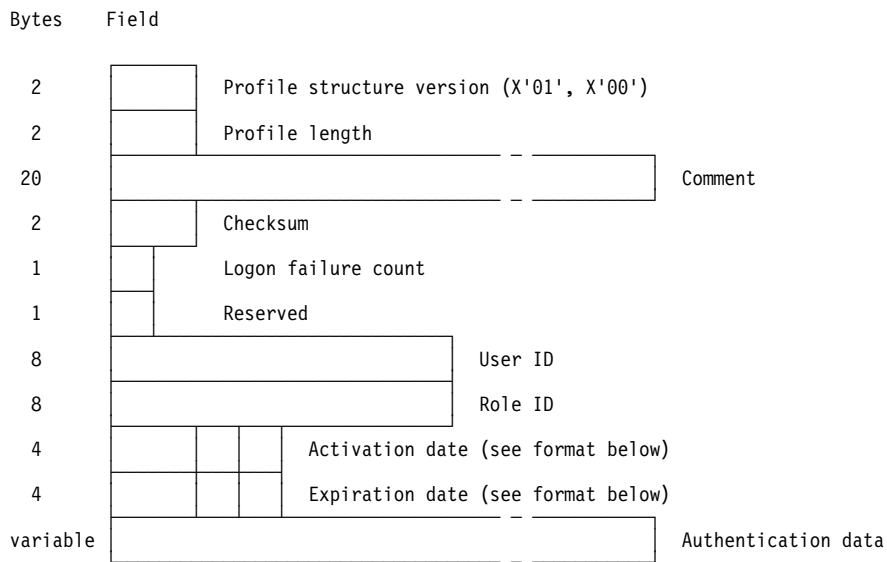 Bytes Field
2 Profile structure version (X'01', X'00')
2 Profile length
20 Comment
2 Checksum
1 Logon failure count
1 Reserved
8 User ID
8 Role ID
4 Activation date (see format below)
4 Expiration date (see format below)
variable Authentication data